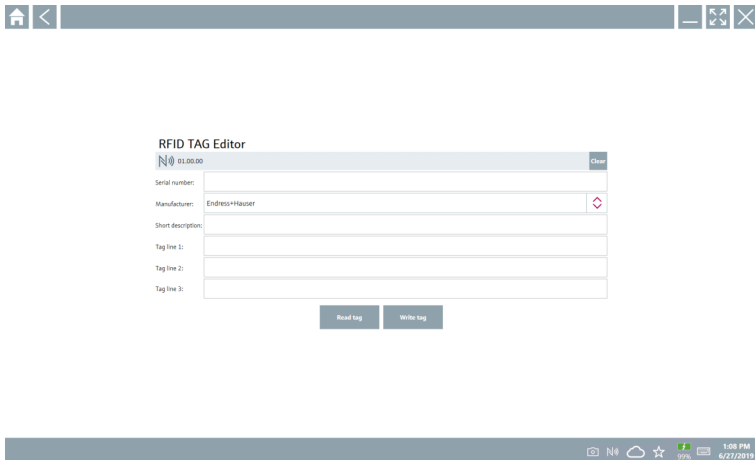 RFID TAG Editor
01.00.00 Clear
Serial number:
Manufacturer: Endress+Hauser
Short description:
Tag line 1:
Tag line 2:
Tag line 3:
Read tag Write tag
99% 1:08 PM
6/27/2019